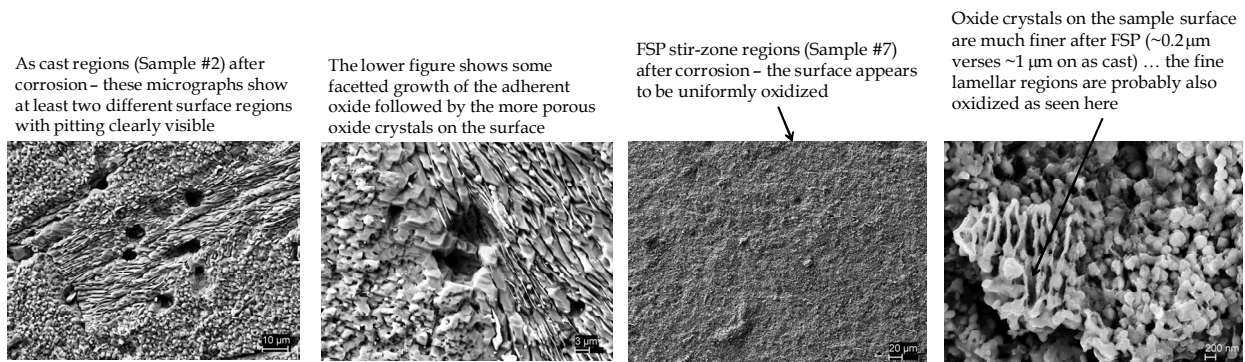 As cast regions (Sample #2) after
corrosion – these micrographs show
at least two different surface regions
with pitting clearly visible
The lower figure shows some
facetted growth of the adherent
oxide followed by the more porous
oxide crystals on the surface
FSP stir-zone regions (Sample #7)
after corrosion – the surface appears
to be uniformly oxidized
Oxide crystals on the sample surface
are much finer after FSP (~0.2μm
verses ~1 μm on as cast) … the fine
lamellar regions are probably also
oxidized as seen here
10 μm
3 μm
20 μm
200 nm